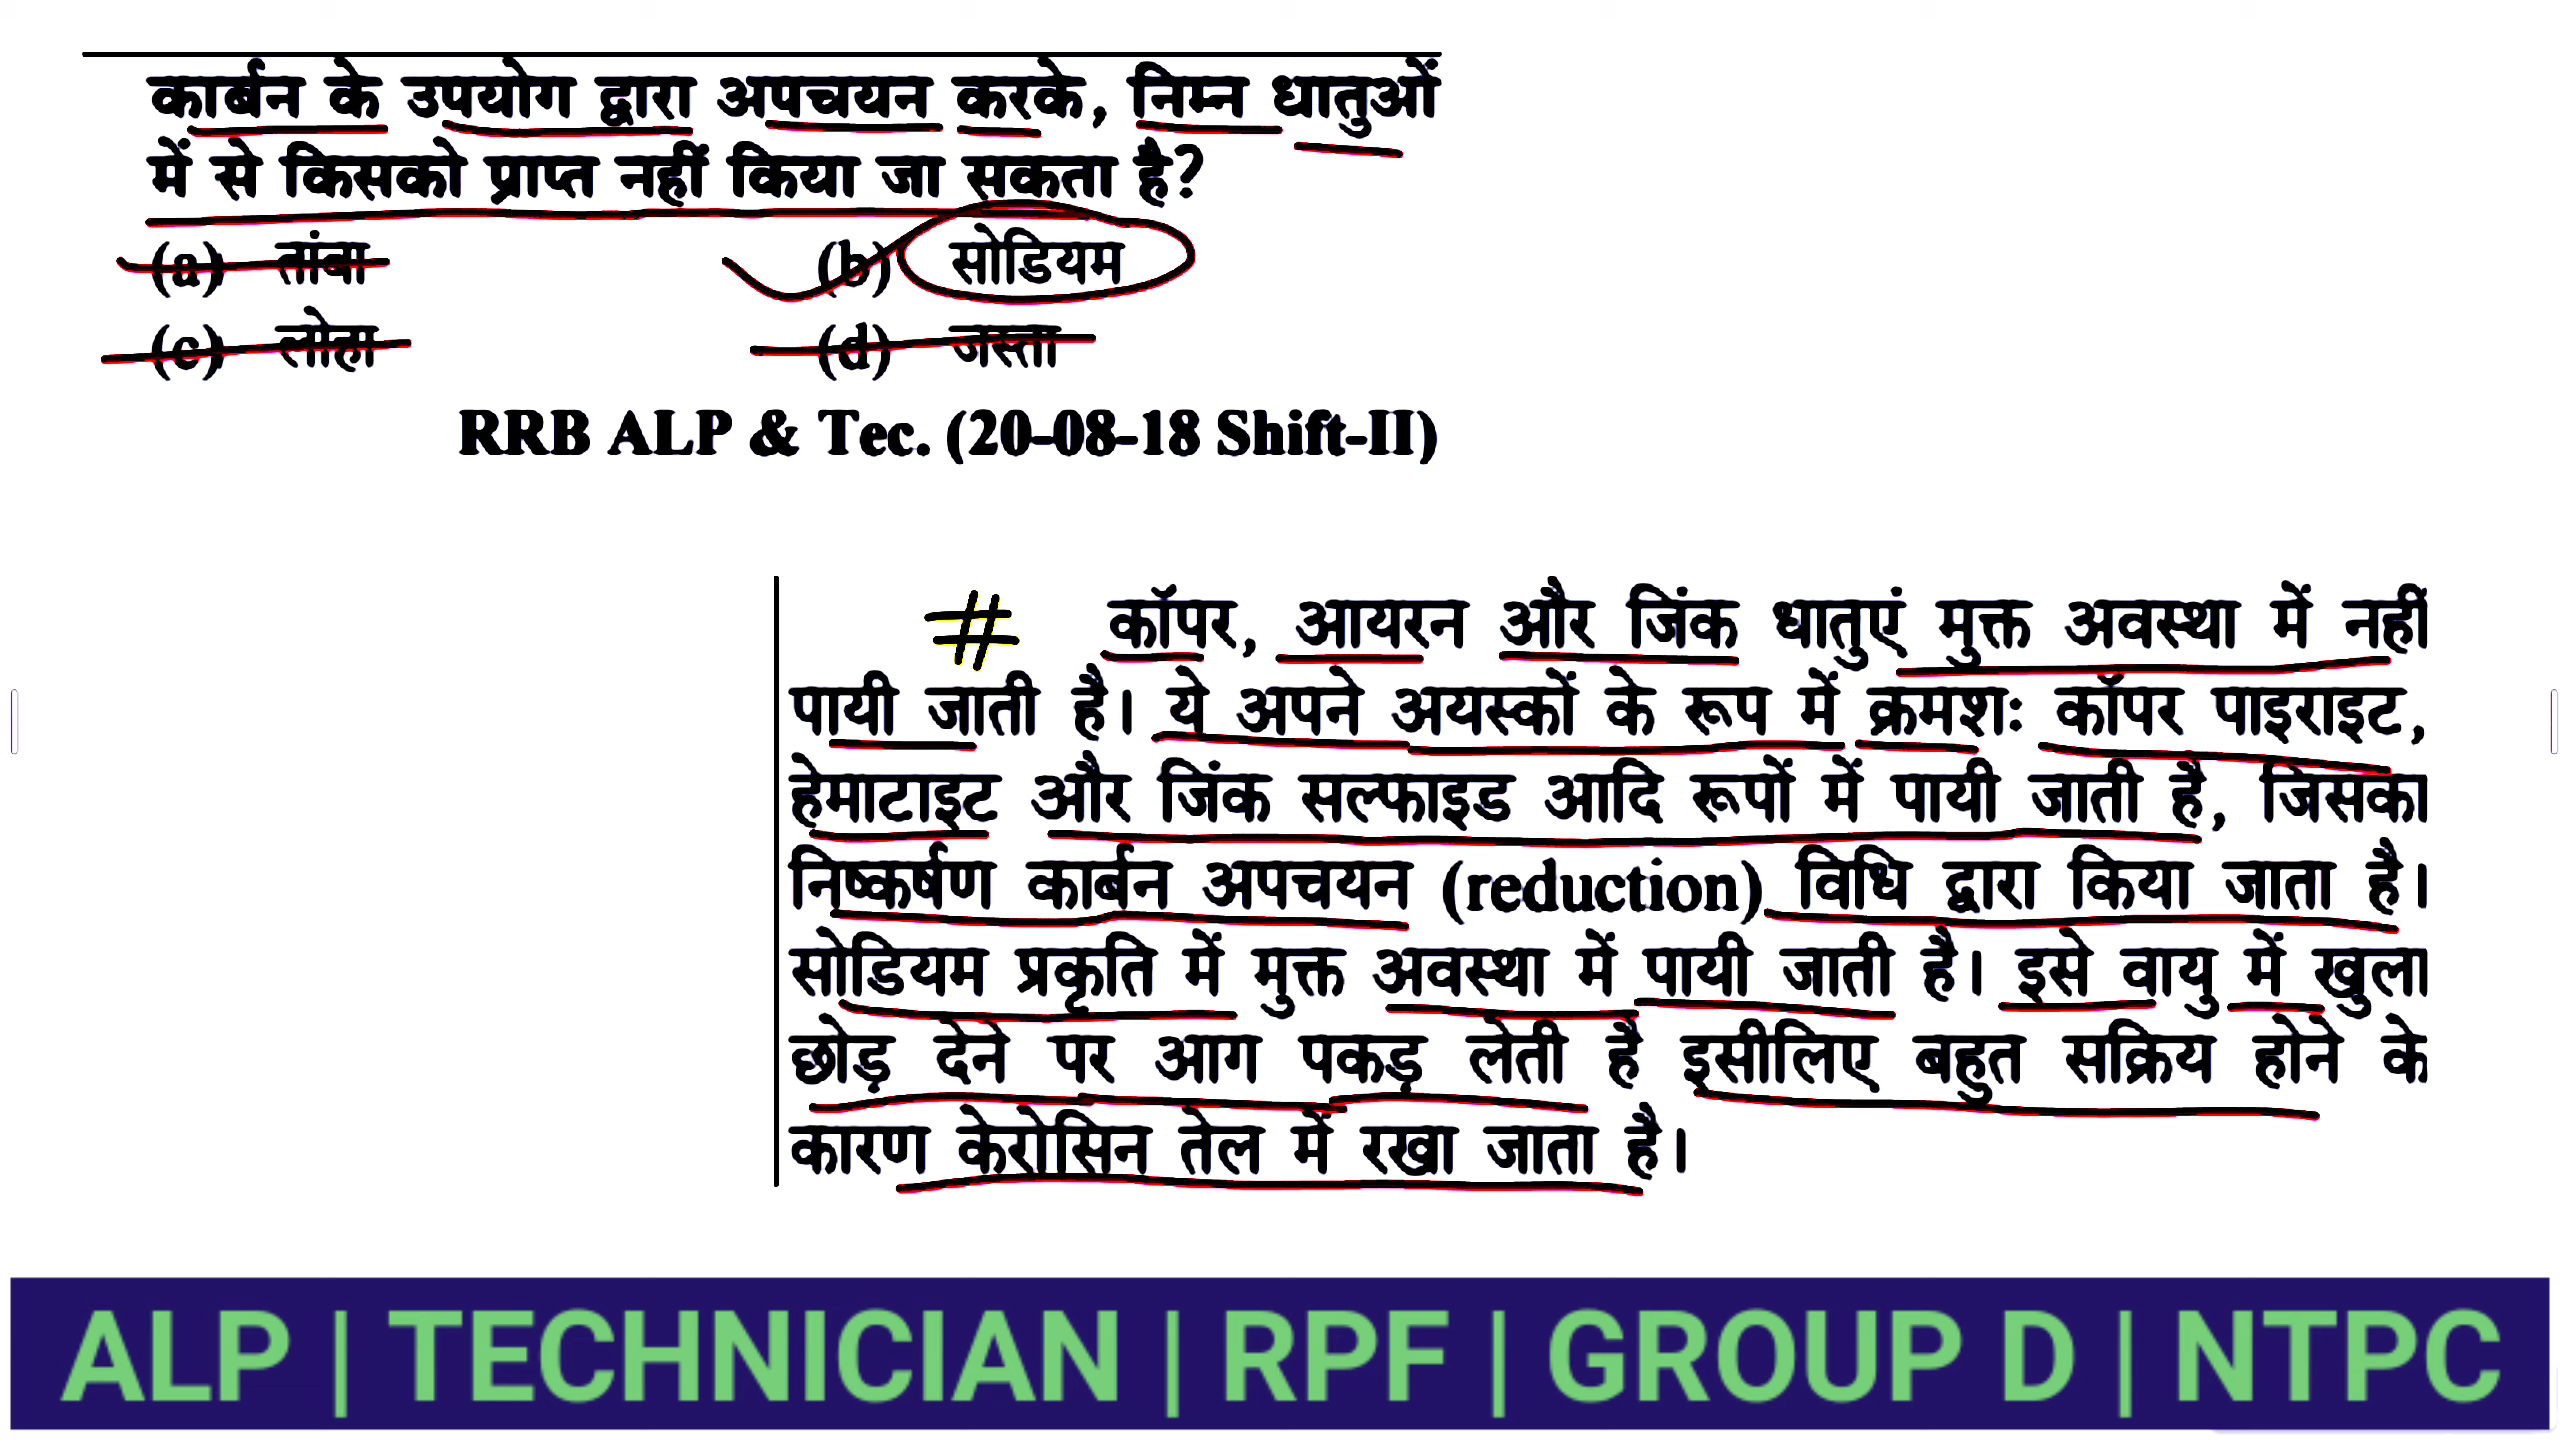 कार्बन के उपयोग द्वारा अपचयन करके, निम्न धातुओं
में से किसको प्राप्त नहीं किया जा सकता है?
(a) तांबा (b) सोडियम
(c) लोहा (d) जस्ता
RRB ALP & Tec. (20-08-18 Shift-II)
# कॉपर, आयरन और जिंक धातुएं मुक्त अवस्था में नहीं
पायी जाती है। ये अपने अयस्कों के रूप में क्रमशः कॉपर पाइराइट,
हेमाटाइट और जिंक सल्फाइड आदि रूपों में पायी जाती है, जिसका
निष्कर्षण कार्बन अपचयन (reduction) विधि द्वारा किया जाता है।
सोडियम प्रकृति में मुक्त अवस्था में पायी जाती है। इसे वायु में खुला
छोड़ देने पर आग पकड़ लेती है इसीलिए बहुत सक्रिय होने के
कारण केरोसिन तेल में रखा जाता है।
ALP | TECHNICIAN | RPF | GROUP D | NTPC